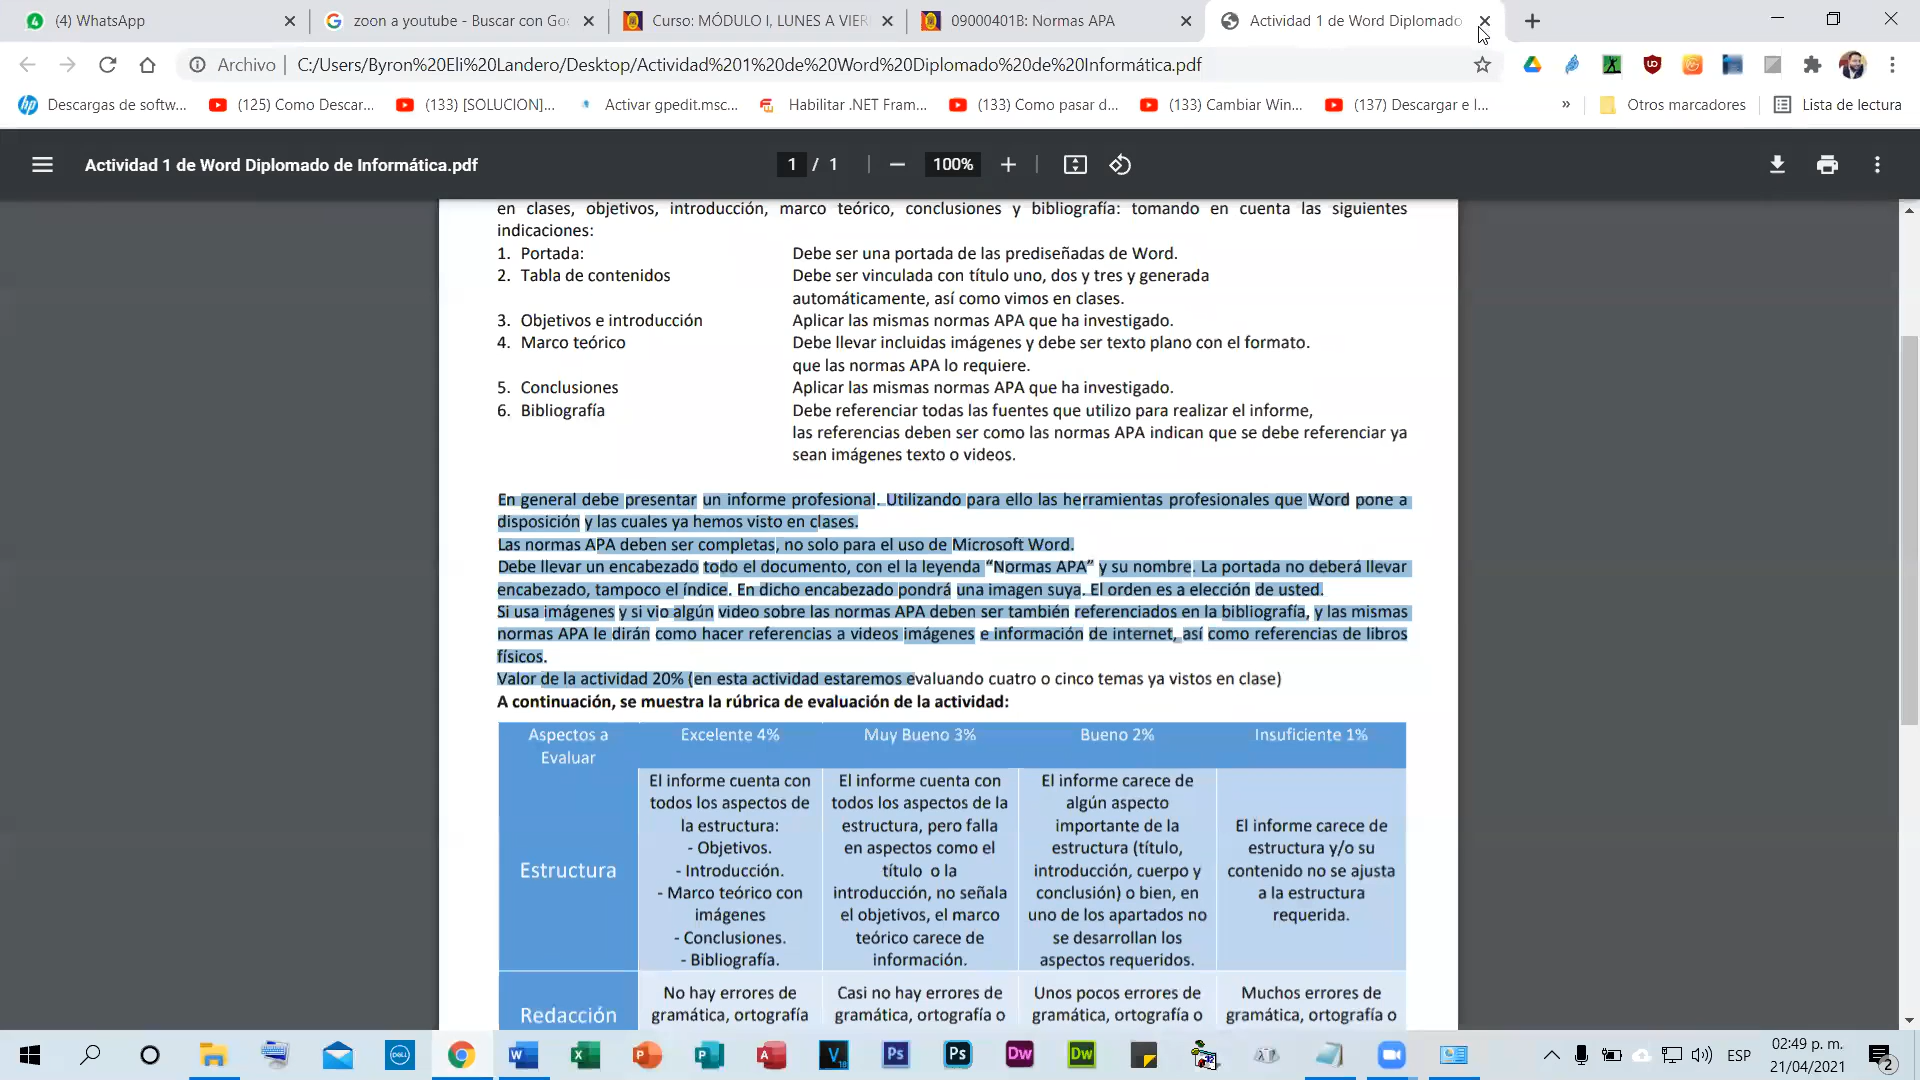 (4) WhatsApp
zoon a youtube - Buscar con Goo
Curso: MÓDULO I, LUNES A VIER
09000401B: Normas APA
Actividad 1 de Word Diplomado
Archivo | C:/Users/Byron%20Eli%20Landero/Desktop/Actividad%201%20de%20Word%20Diplomado%20de%20Informática.pdf
Descargas de softw...
(125) Como Descar...
(133) [SOLUCION]...
Activar gpedit.msc...
Habilitar .NET Fram...
(133) Como pasar d...
(133) Cambiar Win...
(137) Descargar e I...
»
Otros marcadores
Lista de lectura
Actividad 1 de Word Diplomado de Informática.pdf
1 / 1
100%
en clases, objetivos, introducción, marco teórico, conclusiones y bibliografía: tomando en cuenta las siguientes
indicaciones:
1. Portada: Debe ser una portada de las prediseñadas de Word.
2. Tabla de contenidos Debe ser vinculada con título uno, dos y tres y generada
automáticamente, así como vimos en clases.
3. Objetivos e introducción Aplicar las mismas normas APA que ha investigado.
4. Marco teórico Debe llevar incluidas imágenes y debe ser texto plano con el formato.
que las normas APA lo requiere.
5. Conclusiones Aplicar las mismas normas APA que ha investigado.
6. Bibliografía Debe referenciar todas las fuentes que utilizo para realizar el informe,
las referencias deben ser como las normas APA indican que se debe referenciar ya
sean imágenes texto o videos.
En general debe presentar un informe profesional. Utilizando para ello las herramientas profesionales que Word pone a
disposición y las cuales ya hemos visto en clases.
Las normas APA deben ser completas, no solo para el uso de Microsoft Word.
Debe llevar un encabezado todo el documento, con el la leyenda “Normas APA” y su nombre. La portada no deberá llevar
encabezado, tampoco el índice. En dicho encabezado pondrá una imagen suya. El orden es a elección de usted.
Si usa imágenes y si vio algún video sobre las normas APA deben ser también referenciados en la bibliografía, y las mismas
normas APA le dirán como hacer referencias a videos imágenes e información de internet, así como referencias de libros
físicos.
Valor de la actividad 20% (en esta actividad estaremos evaluando cuatro o cinco temas ya vistos en clase)
A continuación, se muestra la rúbrica de evaluación de la actividad:
Aspectos a
Evaluar
Excelente 4%
Muy Bueno 3%
Bueno 2%
Insuficiente 1%
Estructura
El informe cuenta con
todos los aspectos de
la estructura:
- Objetivos.
- Introducción.
- Marco teórico con
imágenes
- Conclusiones.
- Bibliografía.
El informe cuenta con
todos los aspectos de la
estructura, pero falla
en aspectos como el
título o la
introducción, no señala
el objetivos, el marco
teórico carece de
información.
El informe carece de
algún aspecto
importante de la
estructura (título,
introducción, cuerpo y
conclusión) o bien, en
uno de los apartados no
se desarrollan los
aspectos requeridos.
El informe carece de
estructura y/o su
contenido no se ajusta
a la estructura
requerida.
Redacción
No hay errores de
gramática, ortografía
Casi no hay errores de
gramática, ortografía o
Unos pocos errores de
gramática, ortografía o
Muchos errores de
gramática, ortografía o
ESP
02:49 p. m.
21/04/2021
2